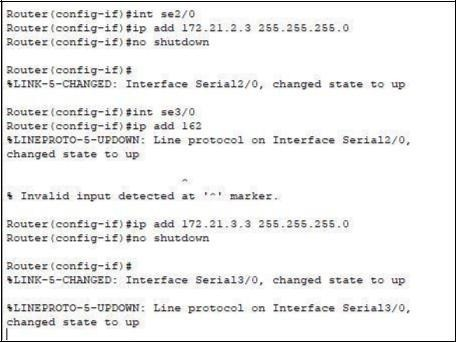 Router(config-if)#int se2/0
Router(config-if)#ip add 172.21.2.3 255.255.255.0
Router(config-if)#no shutdown
Router(config-if)#
%LINK-5-CHANGED: Interface Serial2/0, changed state to up
Router(config-if)#int se3/0
Router(config-if)#ip add 162
%LINEPROTO-5-UPDOWN: Line protocol on Interface Serial2/0,
changed state to up
^
% Invalid input detected at '^' marker.
Router(config-if)#ip add 172.21.3.3 255.255.255.0
Router(config-if)#no shutdown
Router(config-if)#
%LINK-5-CHANGED: Interface Serial3/0, changed state to up
%LINEPROTO-5-UPDOWN: Line protocol on Interface Serial3/0,
changed state to up